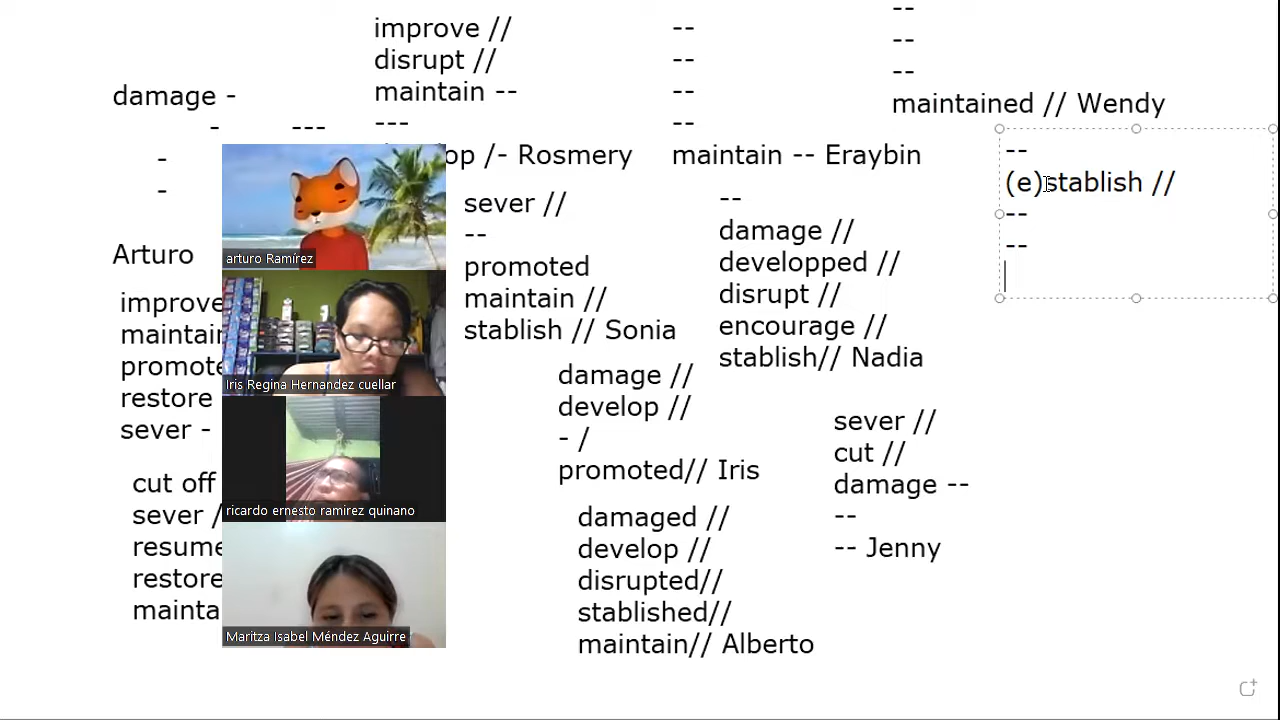 damage -
- ---
-
-
Arturo
improve //
disrupt //
maintain --
---
op /- Rosmery
--
--
--
--
maintain -- Eraybin
--
--
--
maintained // Wendy
--
(e)stablish //
--
--
improve
maintain
promote
restore
sever -
cut off
sever /
resume
restore
mainta
sever //
--
promoted
maintain //
stablish // Sonia
--
damage //
developped //
disrupt //
encourage //
stablish// Nadia
damage //
develop //
- /
promoted// Iris
sever //
cut //
damage --
--
-- Jenny
damaged //
develop //
disrupted//
stablished//
maintain// Alberto
arturo Ramírez
Iris Regina Hernandez cuellar
ricardo ernesto ramirez quinano
Maritza Isabel Méndez Aguirre